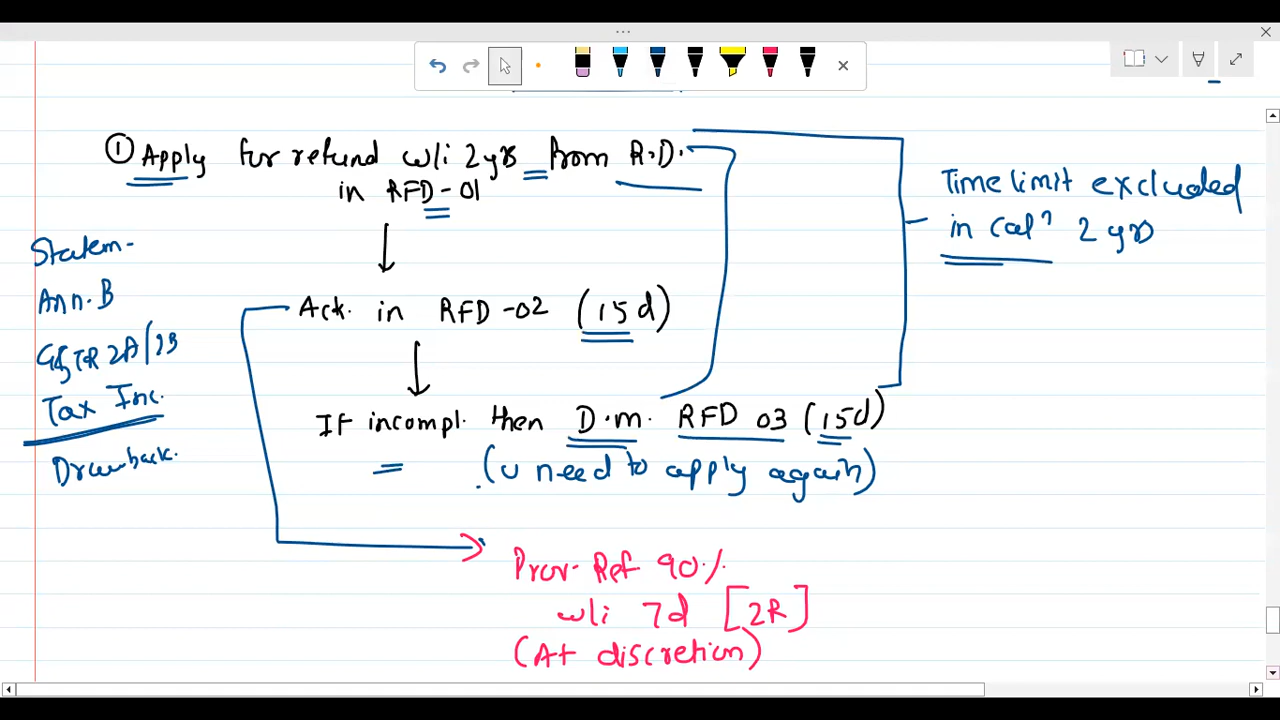 ① Apply for refund w/i 2 yrs from R.D.
in RFD-01
Time limit excluded
in calⁿ 2 yrs
Statem-
Ann. B
GSTR 2A/2B
Tax Inc.
Drawback.
Ack. in RFD-02 (15d)
If incompl. then D.m. RFD 03 (15d)
(u need to apply again)
Prov. Ref 90%
w/i 7d [2R]
(At discretion)